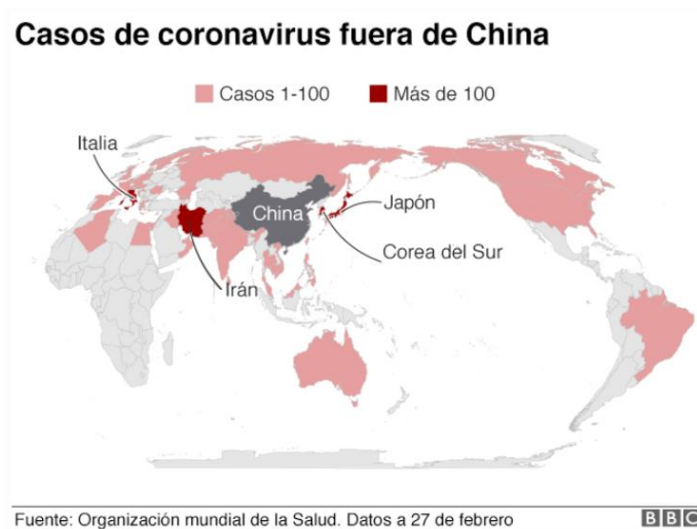 Casos de coronavirus fuera de China
Casos 1-100
Más de 100
Italia
China
Japón
Corea del Sur
Irán
Fuente: Organización mundial de la Salud. Datos a 27 de febrero
BBC